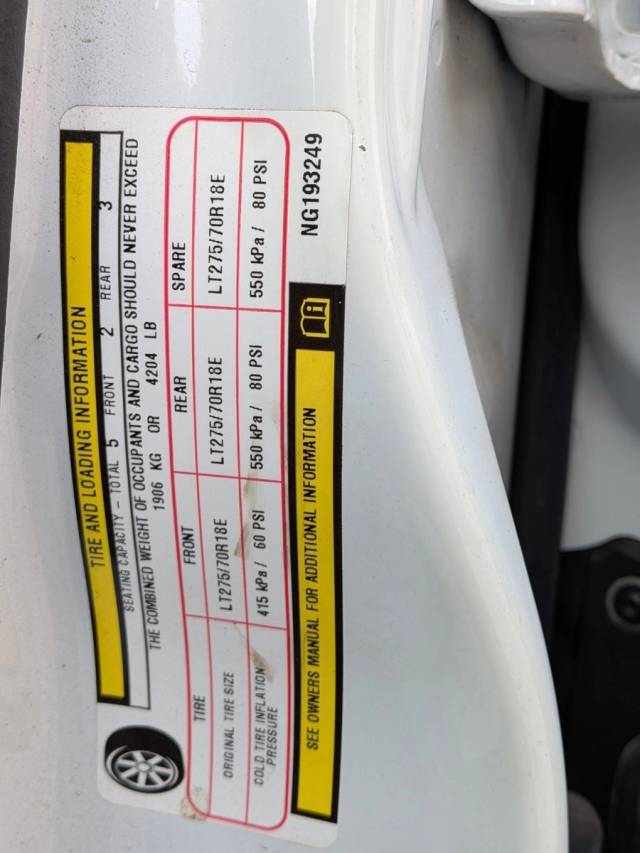 TIRE AND LOADING INFORMATION
SEATING CAPACITY - TOTAL 5 FRONT 2 REAR 3
THE COMBINED WEIGHT OF OCCUPANTS AND CARGO SHOULD NEVER EXCEED
1906 KG OR 4204 LB
TIRE FRONT REAR SPARE
ORIGINAL TIRE SIZE LT275/70R18E LT275/70R18E LT275/70R18E
COLD TIRE INFLATION PRESSURE 415 kPa / 60 PSI 550 kPa / 80 PSI 550 kPa / 80 PSI
SEE OWNERS MANUAL FOR ADDITIONAL INFORMATION
NG193249